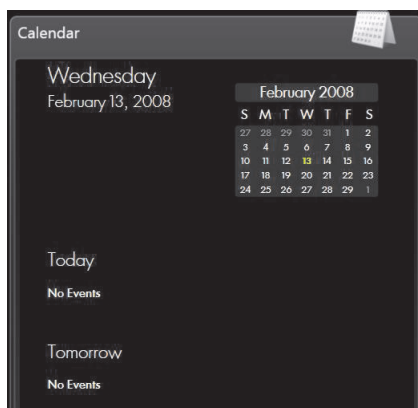 Calendar
Wednesday
February 13, 2008
February 2008
S M T W T F S
27 28 29 30 31 1 2
3 4 5 6 7 8 9
10 11 12 13 14 15 16
17 18 19 20 21 22 23
24 25 26 27 28 29 1
Today
No Events
Tomorrow
No Events